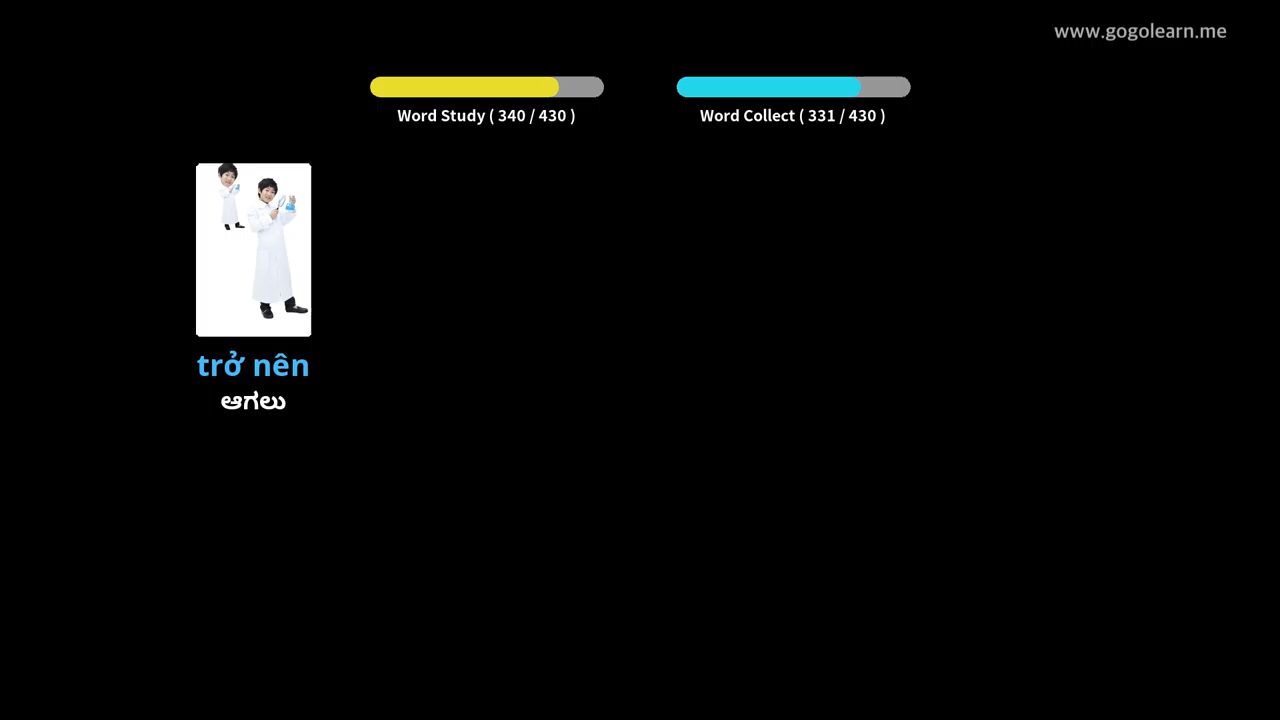 www.gogolearn.me
Word Study ( 340 / 430 )
Word Collect ( 331 / 430 )
trở nên
ಆಗಲು